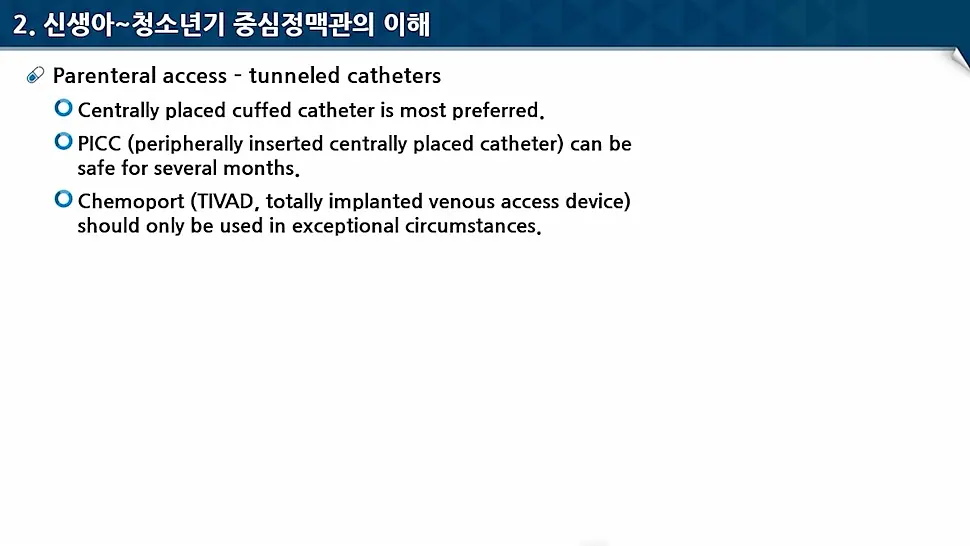 2. 신생아~청소년기 중심정맥관의 이해
Parenteral access - tunneled catheters
Centrally placed cuffed catheter is most preferred.
PICC (peripherally inserted centrally placed catheter) can be
safe for several months.
Chemoport (TIVAD, totally implanted venous access device)
should only be used in exceptional circumstances.